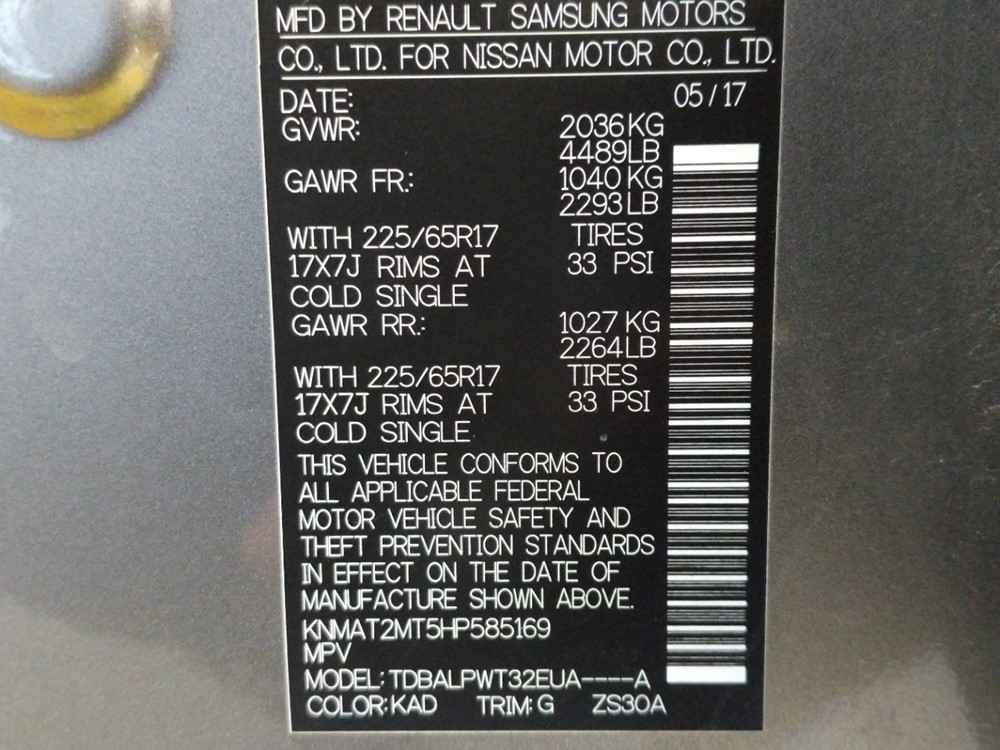 MFD BY RENAULT SAMSUNG MOTORS
CO., LTD. FOR NISSAN MOTOR CO., LTD.
DATE: 05/17
GVWR: 2036KG
4489LB
GAWR FR.: 1040 KG
2293LB
WITH 225/65R17 TIRES
17X7J RIMS AT 33 PSI
COLD SINGLE
GAWR RR.: 1027 KG
2264LB
WITH 225/65R17 TIRES
17X7J RIMS AT 33 PSI
COLD SINGLE
THIS VEHICLE CONFORMS TO
ALL APPLICABLE FEDERAL
MOTOR VEHICLE SAFETY AND
THEFT PREVENTION STANDARDS
IN EFFECT ON THE DATE OF
MANUFACTURE SHOWN ABOVE.
KNMAT2MT5HP585169
MPV
MODEL: TDBALPWT32EUA----A
COLOR: KAD TRIM: G ZS30A